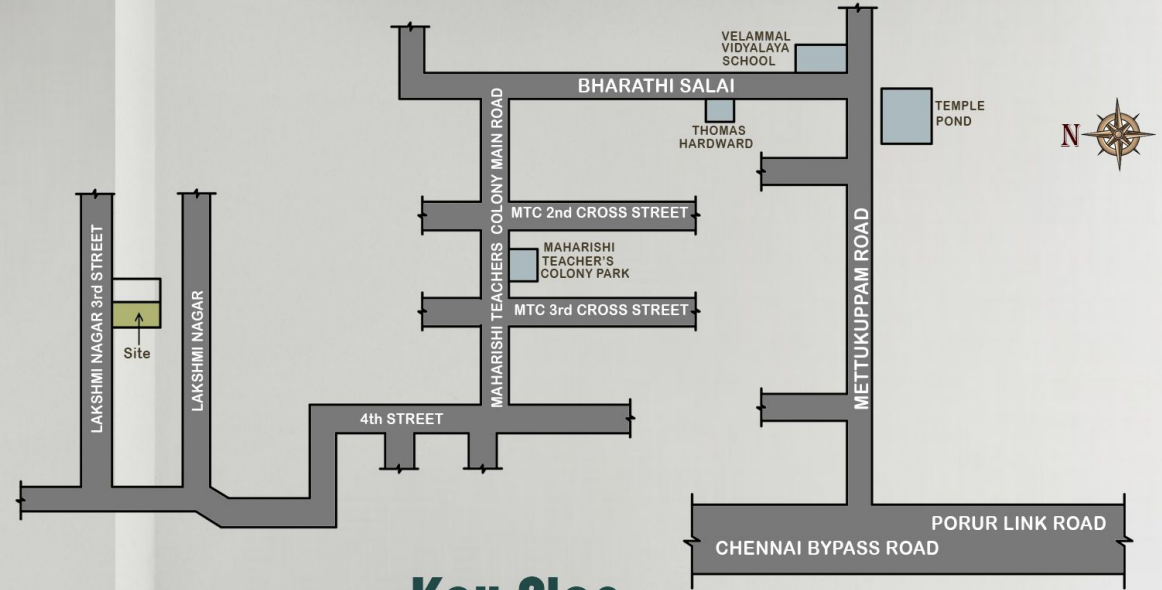 VELAMMAL
VIDYALAYA
SCHOOL
BHARATHI SALAI
TEMPLE
POND
THOMAS
HARDWARD
N
MAHARISHI TEACHERS COLONY MAIN ROAD
MTC 2nd CROSS STREET
MAHARISHI
TEACHER'S
COLONY PARK
MTC 3rd CROSS STREET
METTUKUPPAM ROAD
LAKSHMI NAGAR 3rd STREET
Site
LAKSHMI NAGAR
4th STREET
PORUR LINK ROAD
CHENNAI BYPASS ROAD